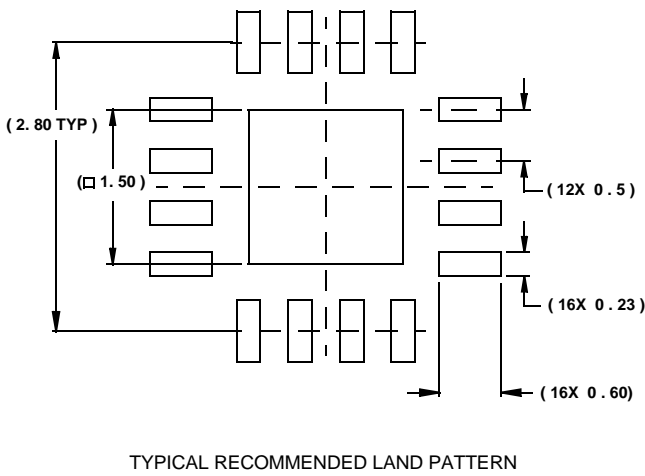 ( 2. 80 TYP )
(□ 1. 50 )
( 12X 0 . 5 )
( 16X 0 . 23 )
( 16X 0 . 60)
TYPICAL RECOMMENDED LAND PATTERN